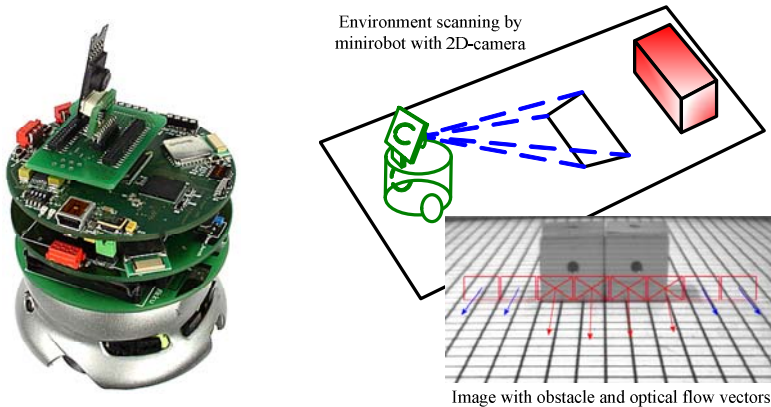 Environment scanning by
minirobot with 2D-camera
Image with obstacle and optical flow vectors